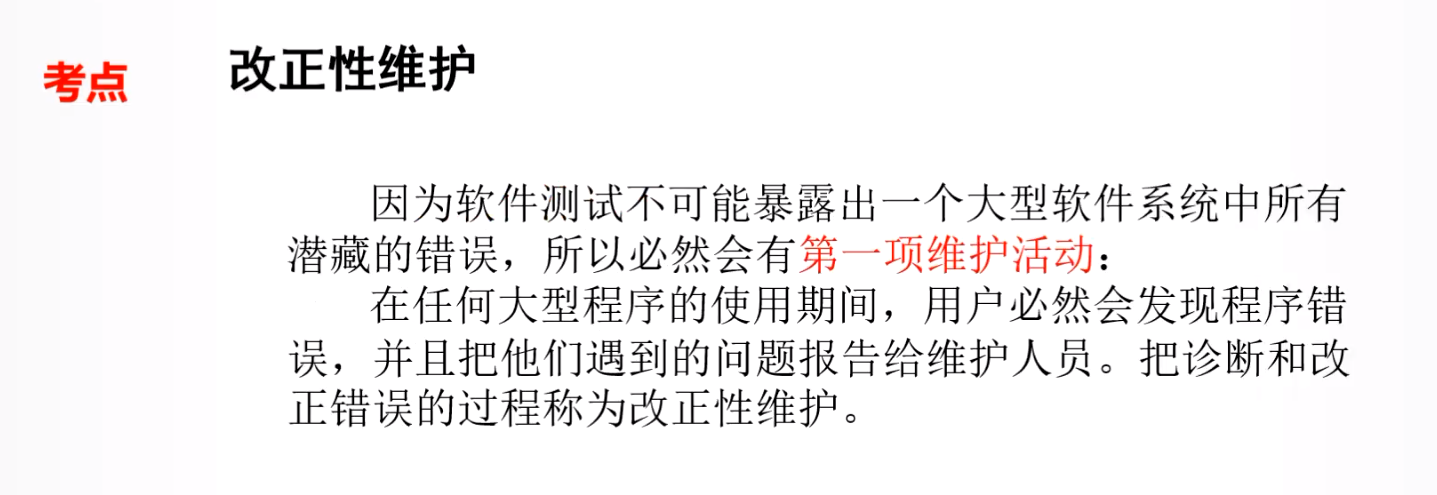 考点
改正性维护
因为软件测试不可能暴露出一个大型软件系统中所有
潜藏的错误，所以必然会有第一项维护活动：
在任何大型程序的使用期间，用户必然会发现程序错
误，并且把他们遇到的问题报告给维护人员。把诊断和改
正错误的过程称为改正性维护。